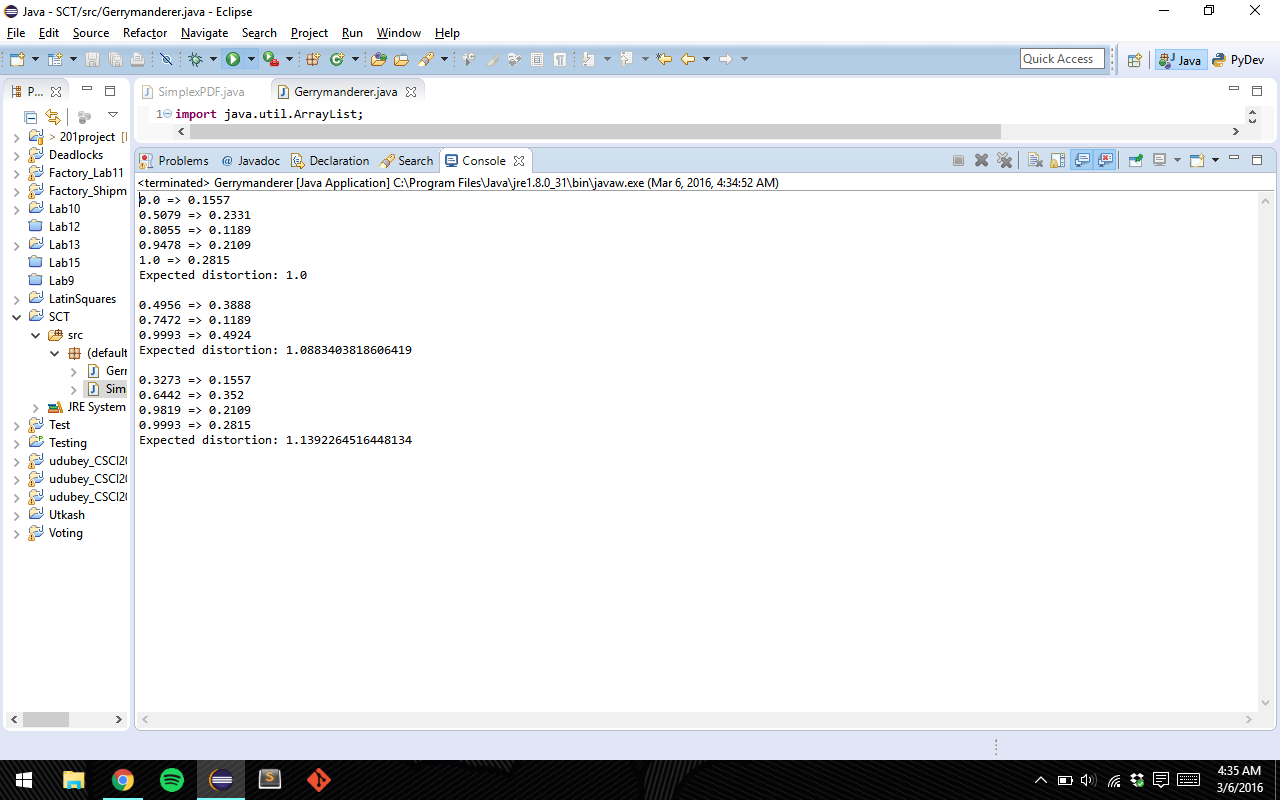 Java - SCT/src/Gerrymanderer.java - Eclipse
File Edit Source Refactor Navigate Search Project Run Window Help
Quick Access Java PyDev
P... SimplexPDF.java Gerrymanderer.java
1 import java.util.ArrayList;
> 201project [
Deadlocks
Factory_Lab11
Factory_Shipm
Lab10
Lab12
Lab13
Lab15
Lab9
LatinSquares
SCT
src
(default
Gerr
Sim
JRE System
Test
Testing
udubey_CSCI20
udubey_CSCI20
udubey_CSCI20
Utkash
Voting
Problems @ Javadoc Declaration Search Console
<terminated> Gerrymanderer [Java Application] C:\Program Files\Java\jre1.8.0_31\bin\javaw.exe (Mar 6, 2016, 4:34:52 AM)
0.0 => 0.1557
0.5079 => 0.2331
0.8055 => 0.1189
0.9478 => 0.2109
1.0 => 0.2815
Expected distortion: 1.0
0.4956 => 0.3888
0.7472 => 0.1189
0.9993 => 0.4924
Expected distortion: 1.0883403818606419
0.3273 => 0.1557
0.6442 => 0.352
0.9819 => 0.2109
0.9993 => 0.2815
Expected distortion: 1.1392264516448134
4:35 AM
3/6/2016